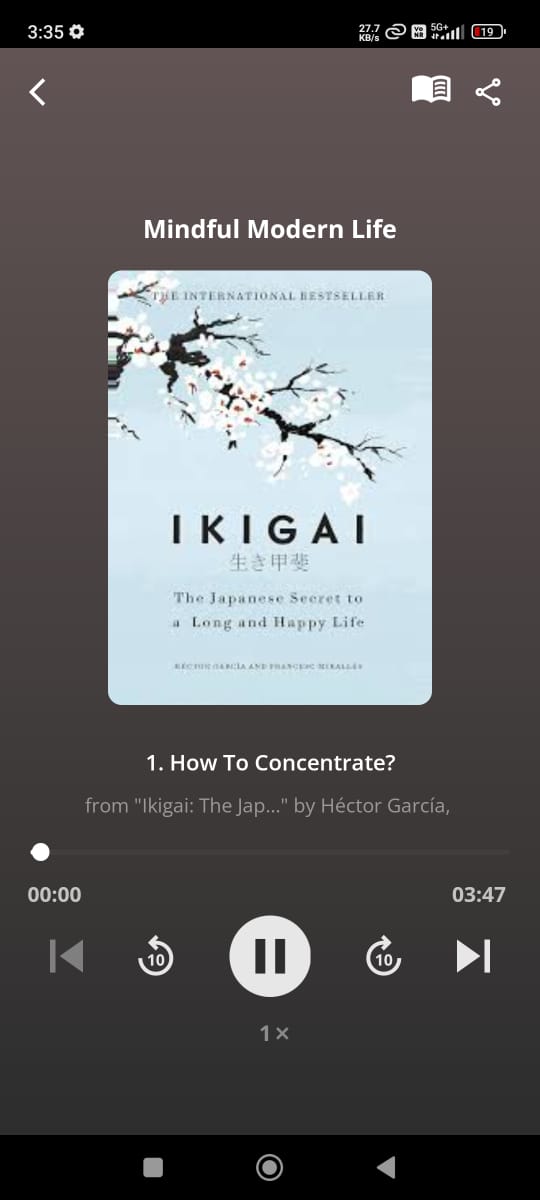 3:35
27.7
KB/s
Vo
NR
5G+
19
Mindful Modern Life
THE INTERNATIONAL BESTSELLER
IKIGAI
生き甲斐
The Japanese Secret to
a Long and Happy Life
HÉCTOR GARCÍA AND FRANCESC MIRALLES
1. How To Concentrate?
from "Ikigai: The Jap..." by Héctor García,
00:00
03:47
10
10
1×